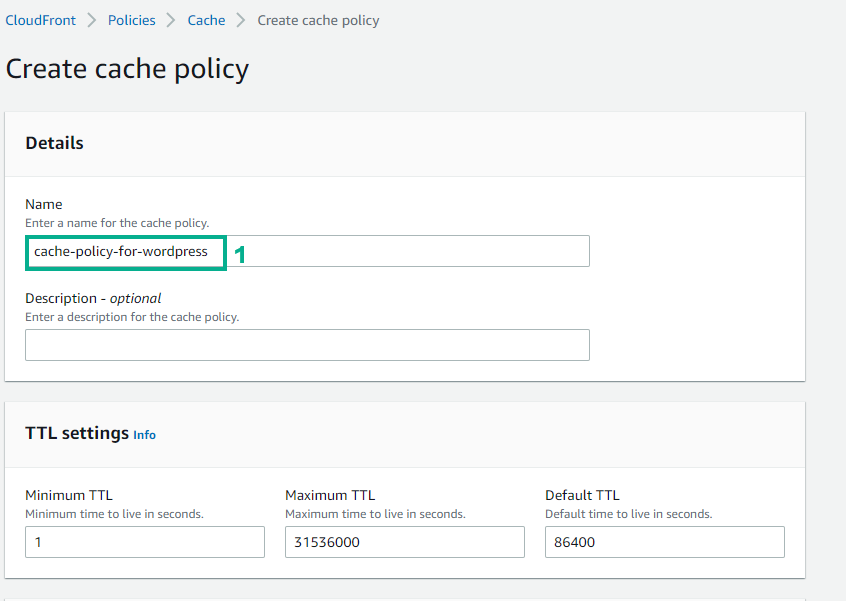 CloudFront > Policies > Cache > Create cache policy
Create cache policy
Details
Name
Enter a name for the cache policy.
cache-policy-for-wordpress 1
Description - optional
Enter a description for the cache policy.
TTL settings Info
Minimum TTL Maximum TTL Default TTL
Minimum time to live in seconds. Maximum time to live in seconds. Default time to live in seconds.
1 31536000 86400